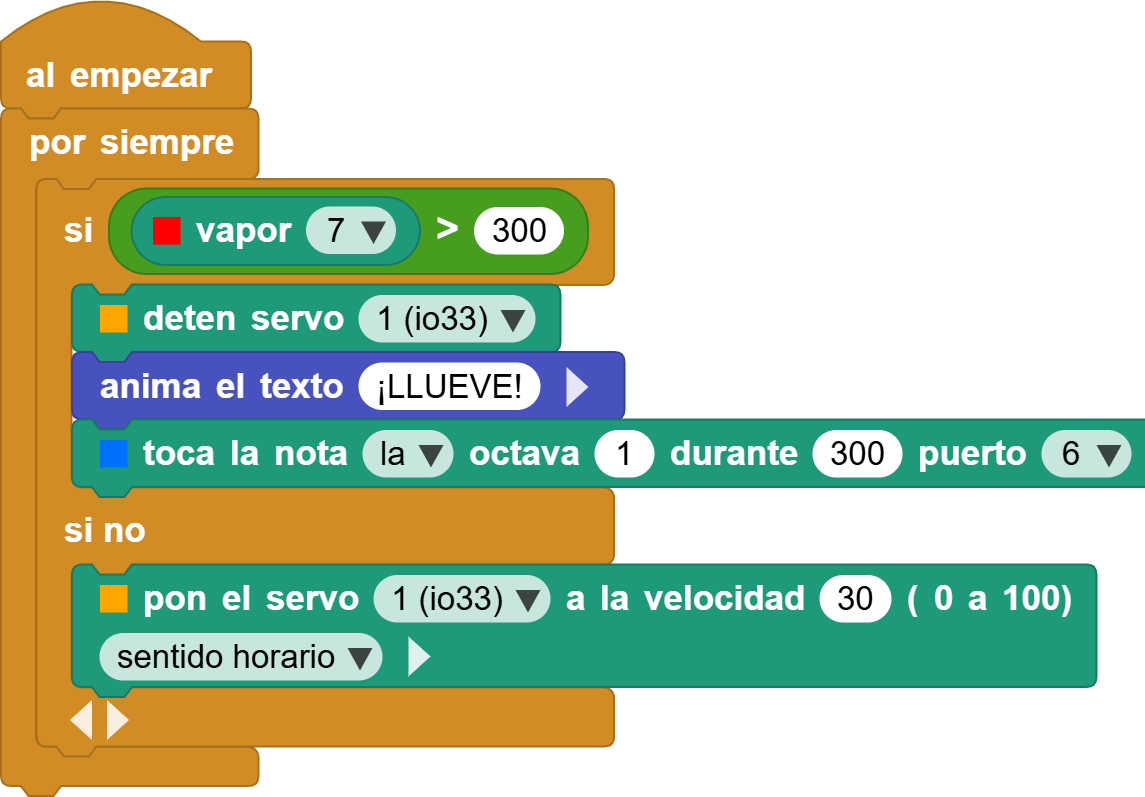 al empezar
por siempre
si vapor 7 > 300
deten servo 1 (io33)
anima el texto ¡LLUEVE!
toca la nota la octava 1 durante 300 puerto 6
si no
pon el servo 1 (io33) a la velocidad 30 ( 0 a 100)
sentido horario